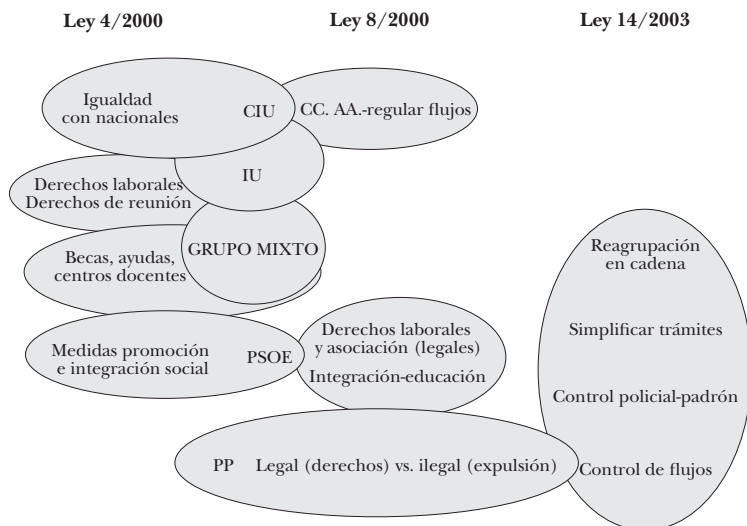 Ley 4/2000
Ley 8/2000
Ley 14/2003
Igualdad
con nacionales
CIU
CC. AA.-regular flujos
IU
Derechos laborales
Derechos de reunión
GRUPO MIXTO
Becas, ayudas,
centros docentes
Medidas promoción
e integración social
PSOE
Derechos laborales
y asociación (legales)
Integración-educación
PP
Legal (derechos) vs. ilegal (expulsión)
Reagrupación
en cadena
Simplificar trámites
Control policial-padrón
Control de flujos